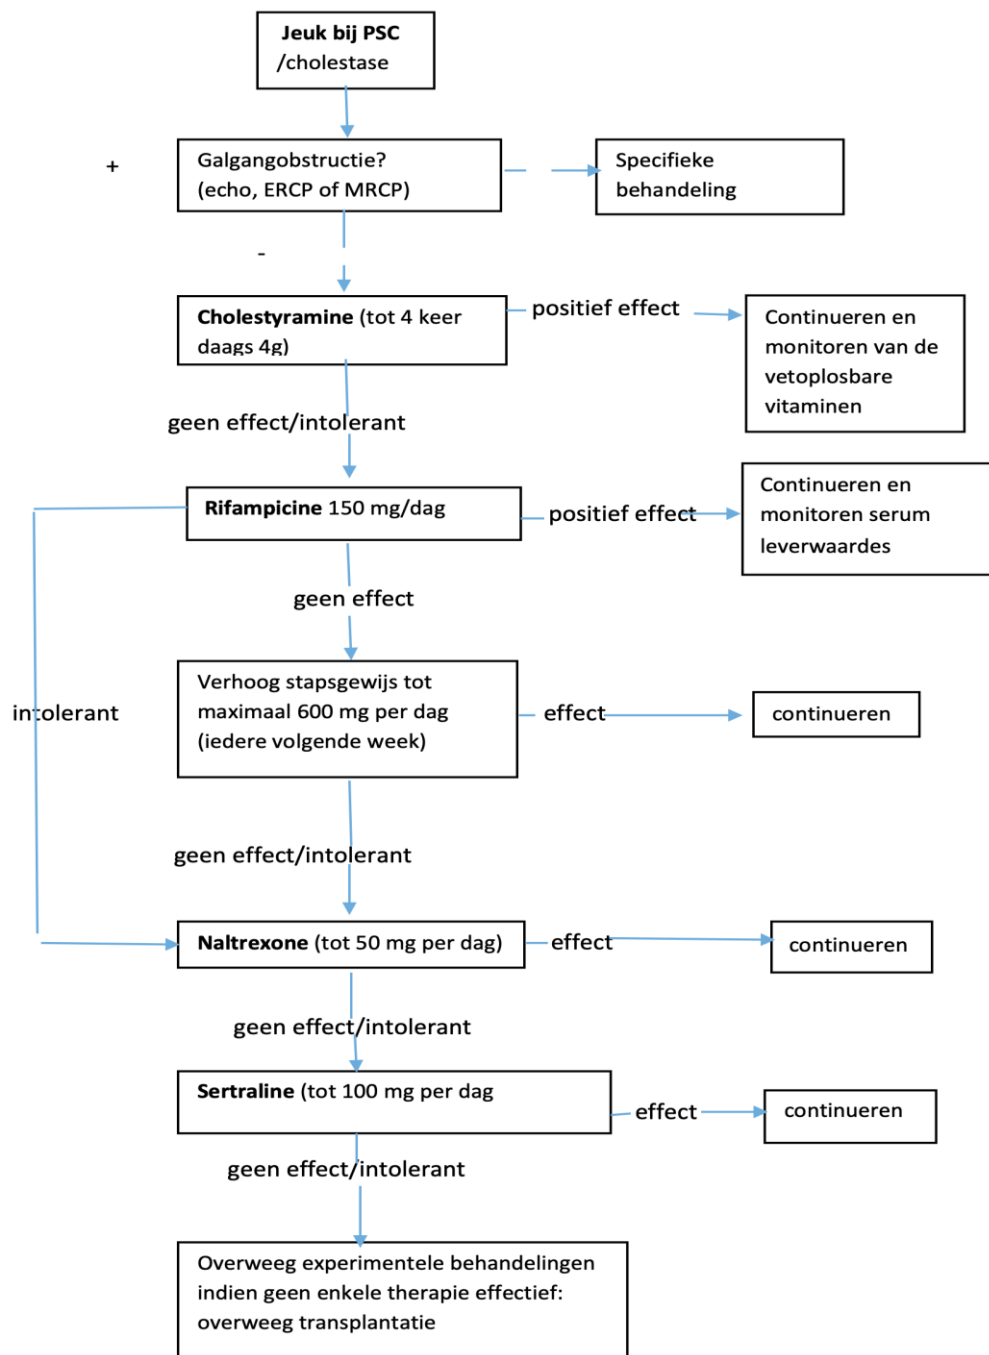 Jeuk bij PSC
/cholestase
+
Galgangobstructie?
(echo, ERCP of MRCP)
Specifieke
behandeling
-
Cholestyramine (tot 4 keer
daags 4g)
positief effect
Continueren en
monitoren van de
vetoplosbare
vitaminen
geen effect/intolerant
Rifampicine 150 mg/dag
positief effect
Continueren en
monitoren serum
leverwaardes
geen effect
intolerant
Verhoog stapsgewijs tot
maximaal 600 mg per dag
(iedere volgende week)
effect
continueren
geen effect/intolerant
Naltrexone (tot 50 mg per dag)
effect
continueren
geen effect/intolerant
Sertraline (tot 100 mg per dag
effect
continueren
geen effect/intolerant
Overweeg experimentele behandelingen
indien geen enkele therapie effectief:
overweeg transplantatie